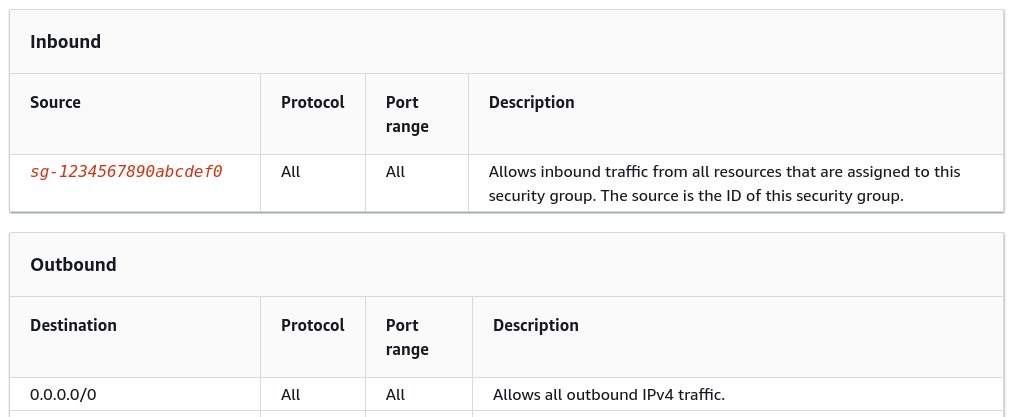 Inbound
Source Protocol Port range Description
sg-1234567890abcdef0 All All Allows inbound traffic from all resources that are assigned to this
security group. The source is the ID of this security group.
Outbound
Destination Protocol Port range Description
0.0.0.0/0 All All Allows all outbound IPv4 traffic.